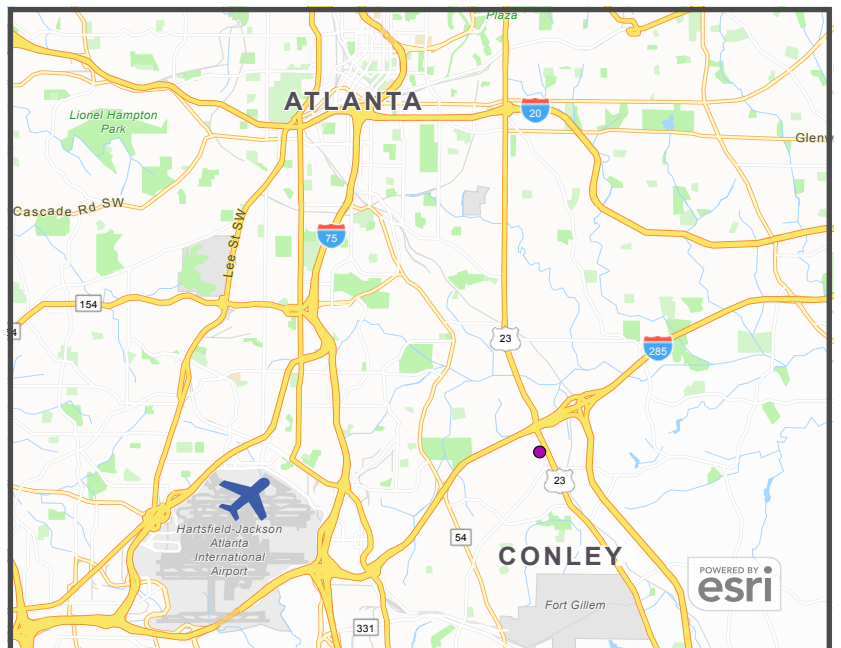 Plaza
ATLANTA
20
Lionel Hampton
Park
Glenw
Cascade Rd SW
Lee St SW
75
154
4
23
285
23
Hartsfield-Jackson
Atlanta
International
Airport
54
CONLEY
POWERED BY
esri
Fort Gillem
331